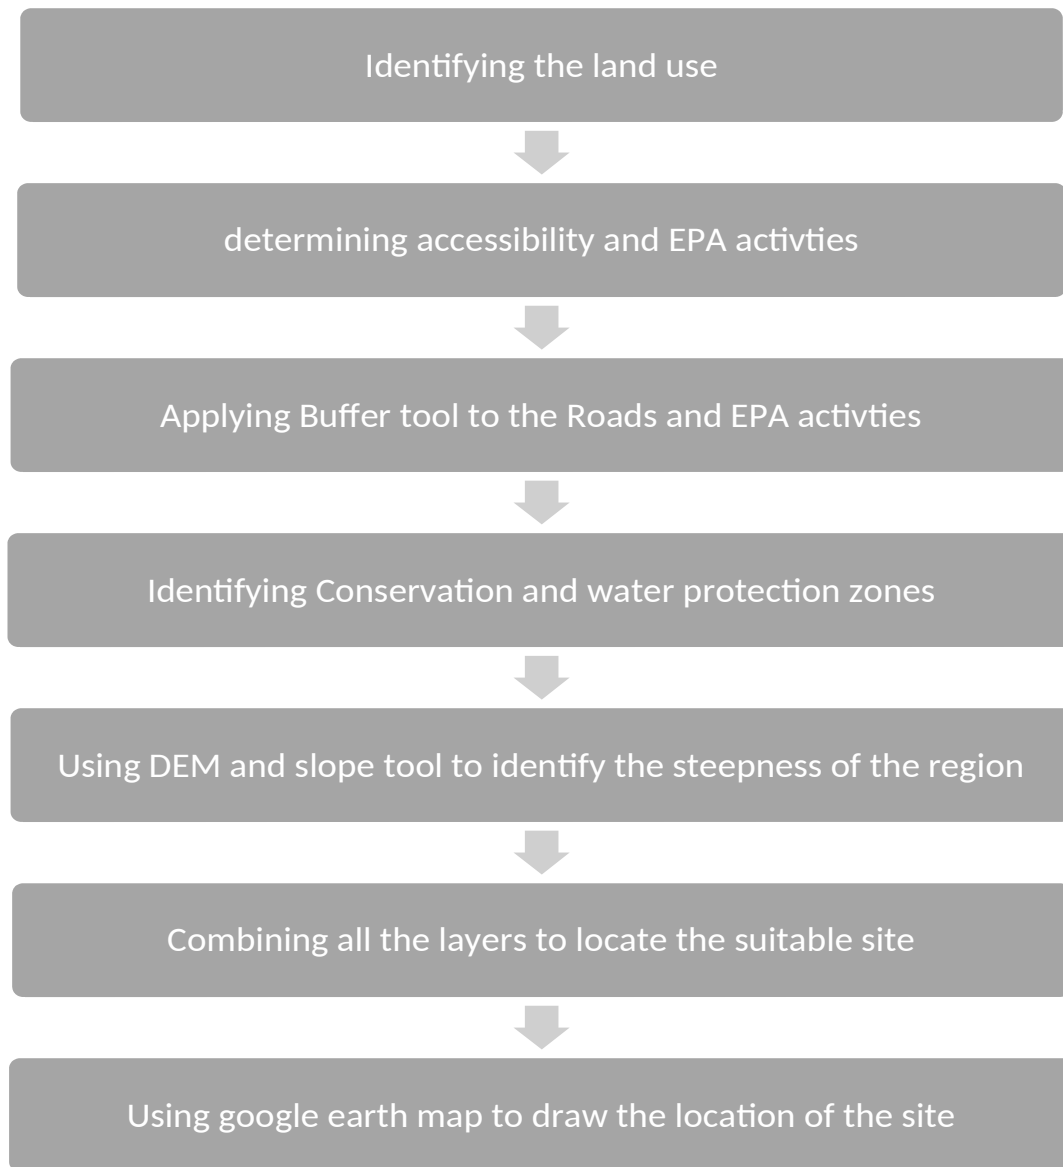 Identifying the land use
determining accessibility and EPA activties
Applying Buffer tool to the Roads and EPA activties
Identifying Conservation and water protection zones
Using DEM and slope tool to identify the steepness of the region
Combining all the layers to locate the suitable site
Using google earth map to draw the location of the site